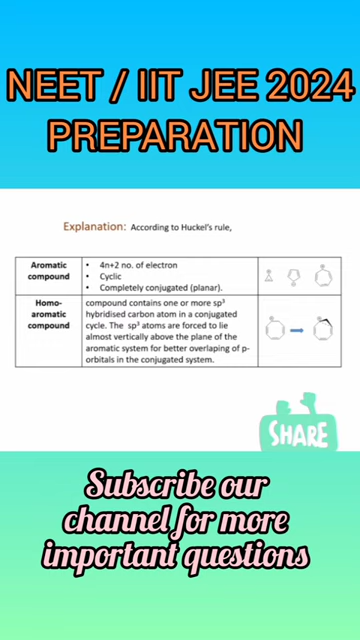 NEET / IIT JEE 2024
PREPARATION
Explanation: According to Huckel's rule,
Aromatic compound
• 4n+2 no. of electron
• Cyclic
• Completely conjugated (planar).
Homo-aromatic compound
compound contains one or more sp³
hybridised carbon atom in a conjugated
cycle. The sp³ atoms are forced to lie
almost vertically above the plane of the
aromatic system for better overlaping of p-
orbitals in the conjugated system.
SHARE
Subscribe our
channel for more
important questions